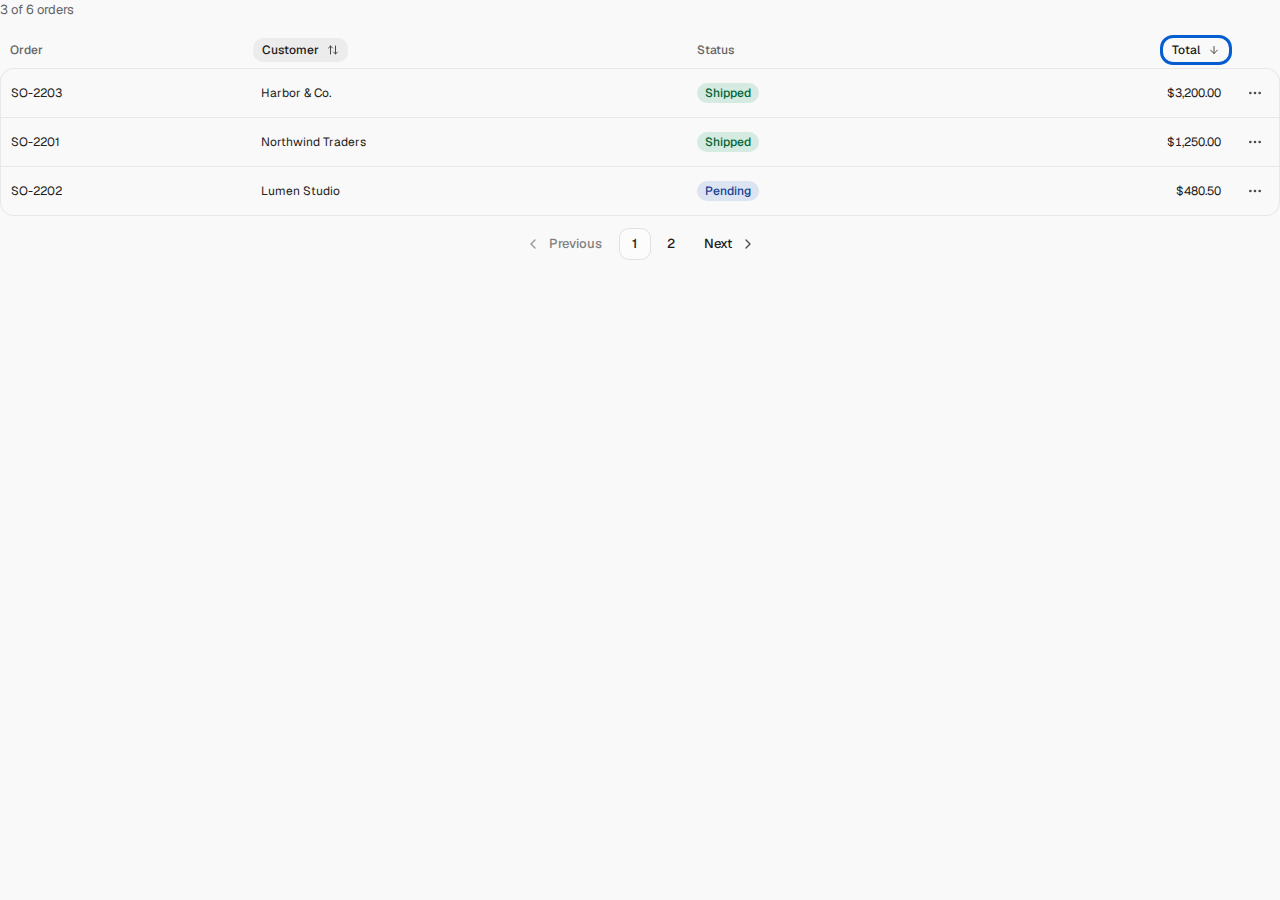 3 of 6 orders
Order Customer Status Total
SO-2203 Harbor & Co. Shipped $3,200.00
SO-2201 Northwind Traders Shipped $1,250.00
SO-2202 Lumen Studio Pending $480.50
Previous 1 2 Next